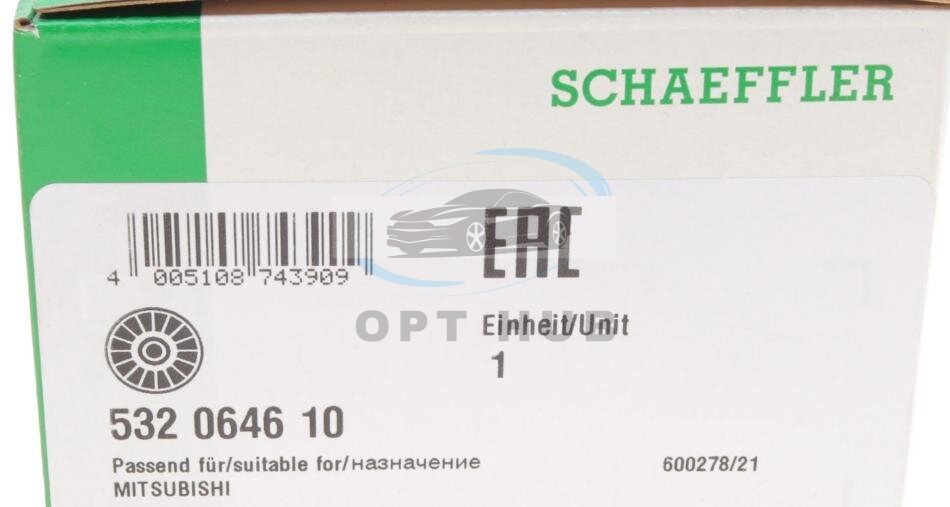 SCHAEFFLER
4 005108 743909
EAC
OPT HUB
Einheit/Unit
1
532 0646 10
Passend für/suitable for/назначение
MITSUBISHI
600278/21